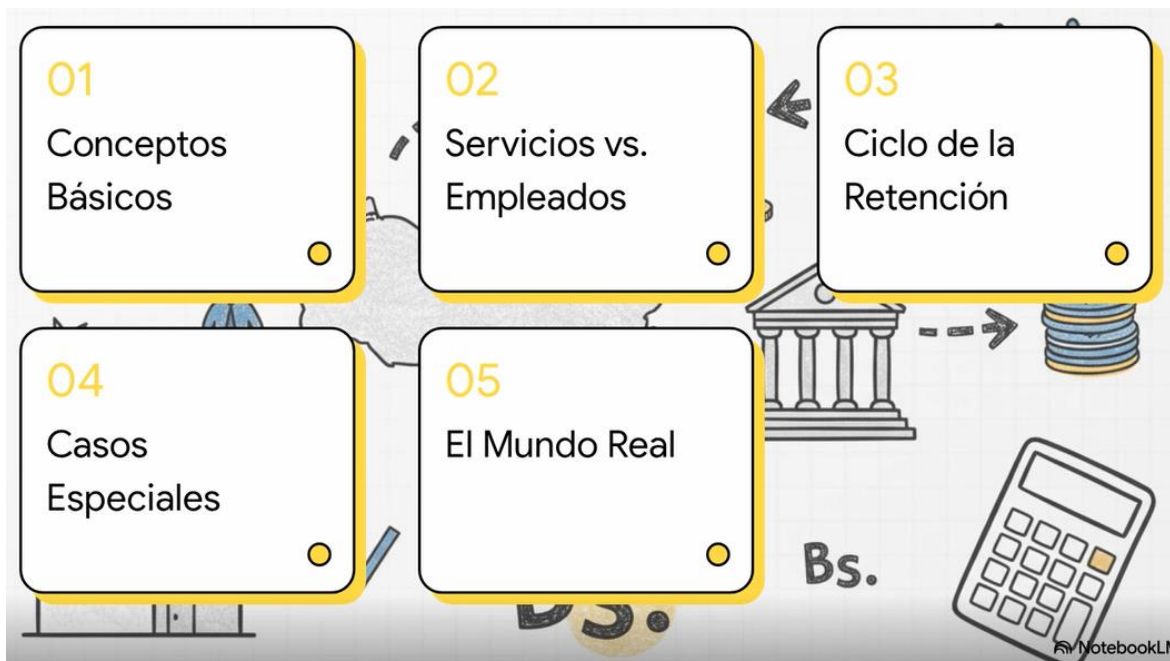 01
Conceptos
Básicos
02
Servicios vs.
Empleados
03
Ciclo de la
Retención
04
Casos
Especiales
05
El Mundo Real
Bs.
Bs.